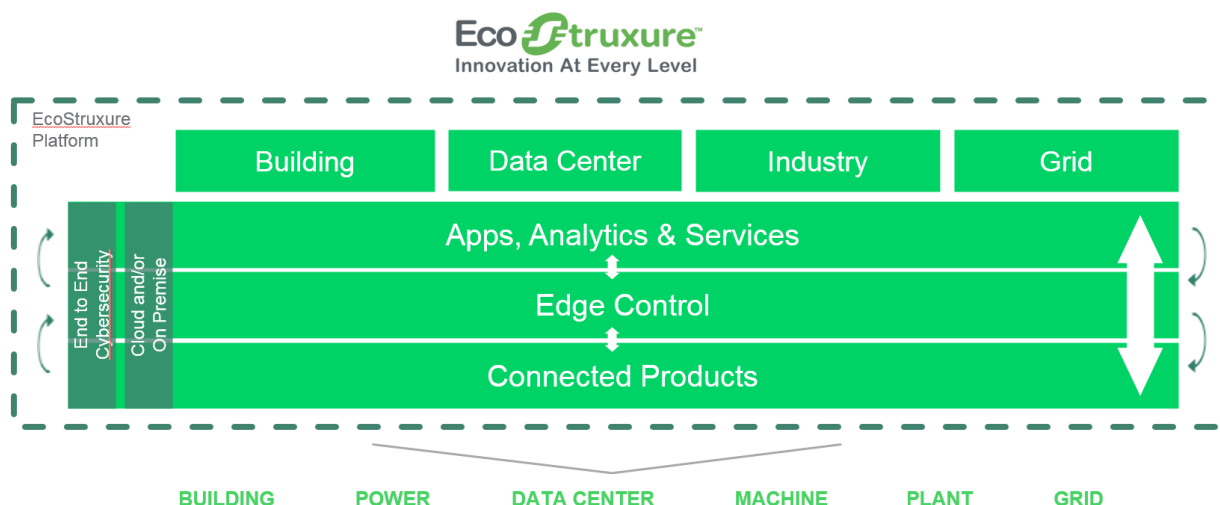 EcoStruxure™
Innovation At Every Level
EcoStruxure
Platform
Building
Data Center
Industry
Grid
Apps, Analytics & Services
Edge Control
Connected Products
End to End
Cybersecurity
Cloud and/or
On Premise
BUILDING
POWER
DATA CENTER
MACHINE
PLANT
GRID